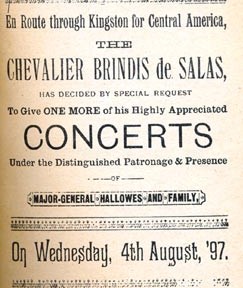 En Route through Kingston for Central America,
THE
CHEVALIER BRINDIS de SALAS,
HAS DECIDED BY SPECIAL REQUEST
To Give ONE MORE of his Highly Appreciated
CONCERTS
Under the Distinguished Patronage & Presence
—OF—
MAJOR-GENERAL HALLOWES AND FAMILY,
On Wednesday, 4th August, '97.